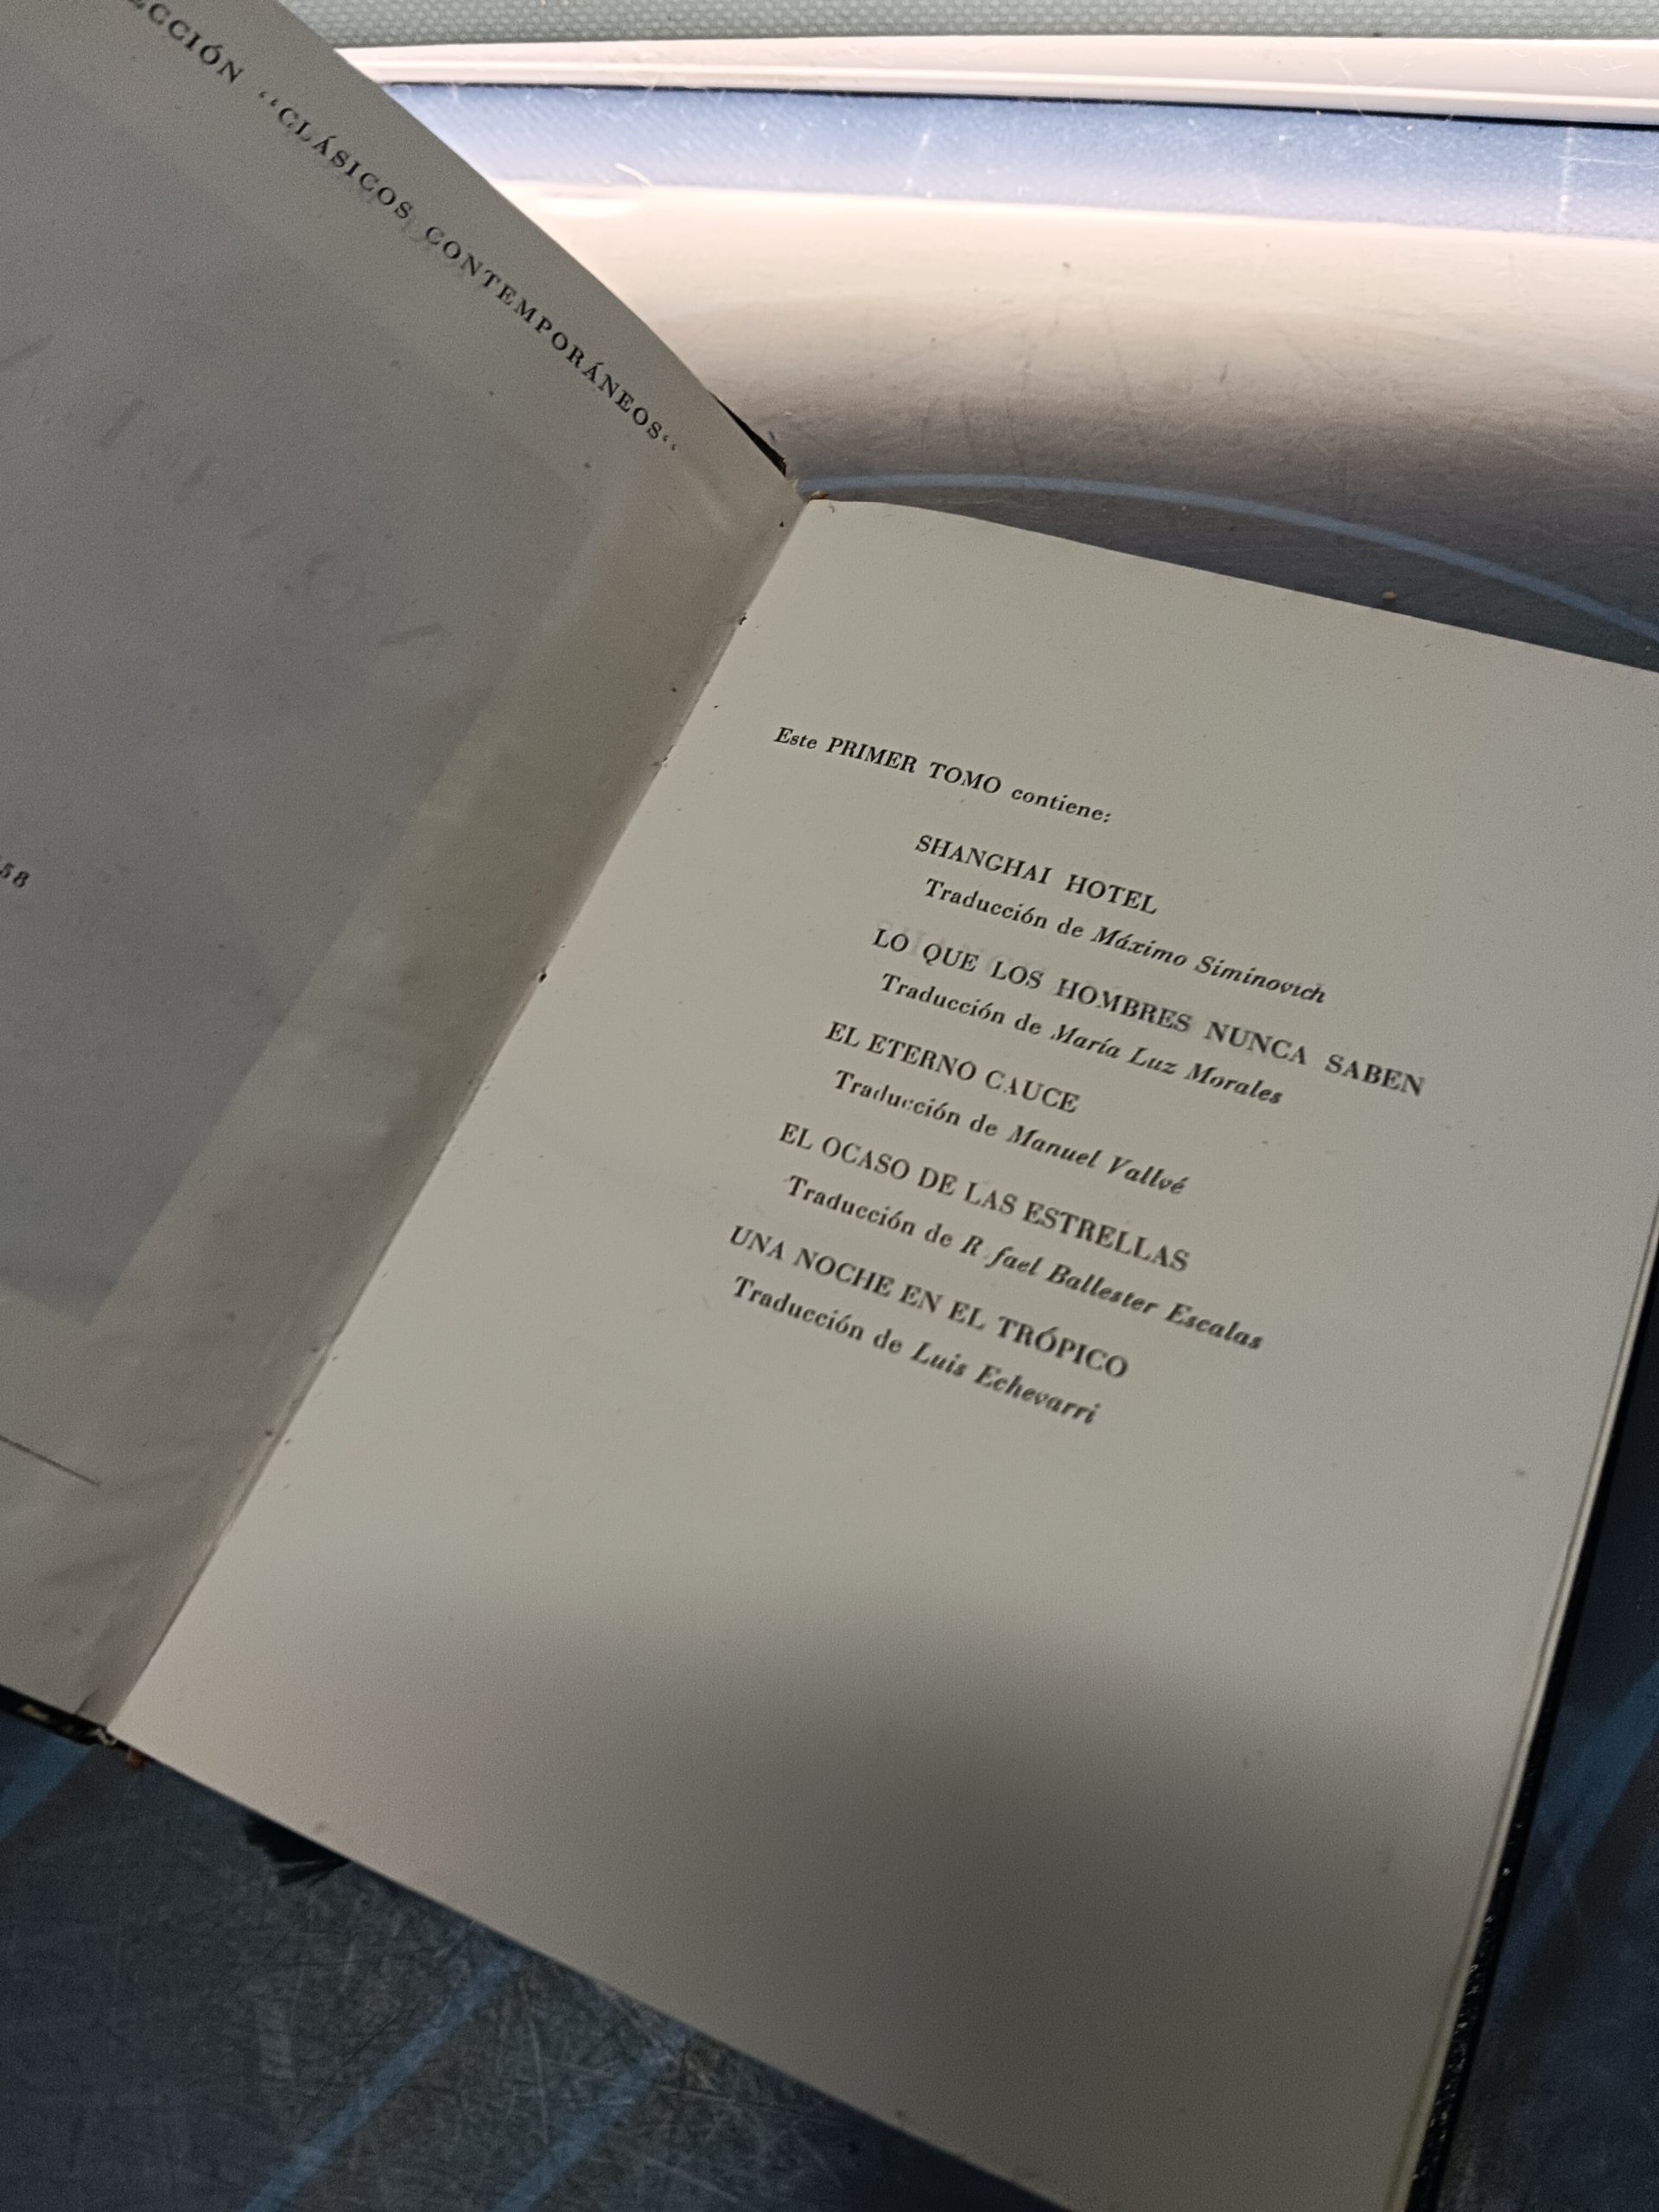 ECCIÓN “CLÁSICOS CONTEMPORÁNEOS“
58
Este PRIMER TOMO contiene:
SHANGHAI HOTEL
Traducción de Máximo Siminovich
LO QUE LOS HOMBRES NUNCA SABEN
Traducción de María Luz Morales
EL ETERNO CAUCE
Traducción de Manuel Vallvé
EL OCASO DE LAS ESTRELLAS
Traducción de R fael Ballester Escalas
UNA NOCHE EN EL TRÓPICO
Traducción de Luis Echevarri